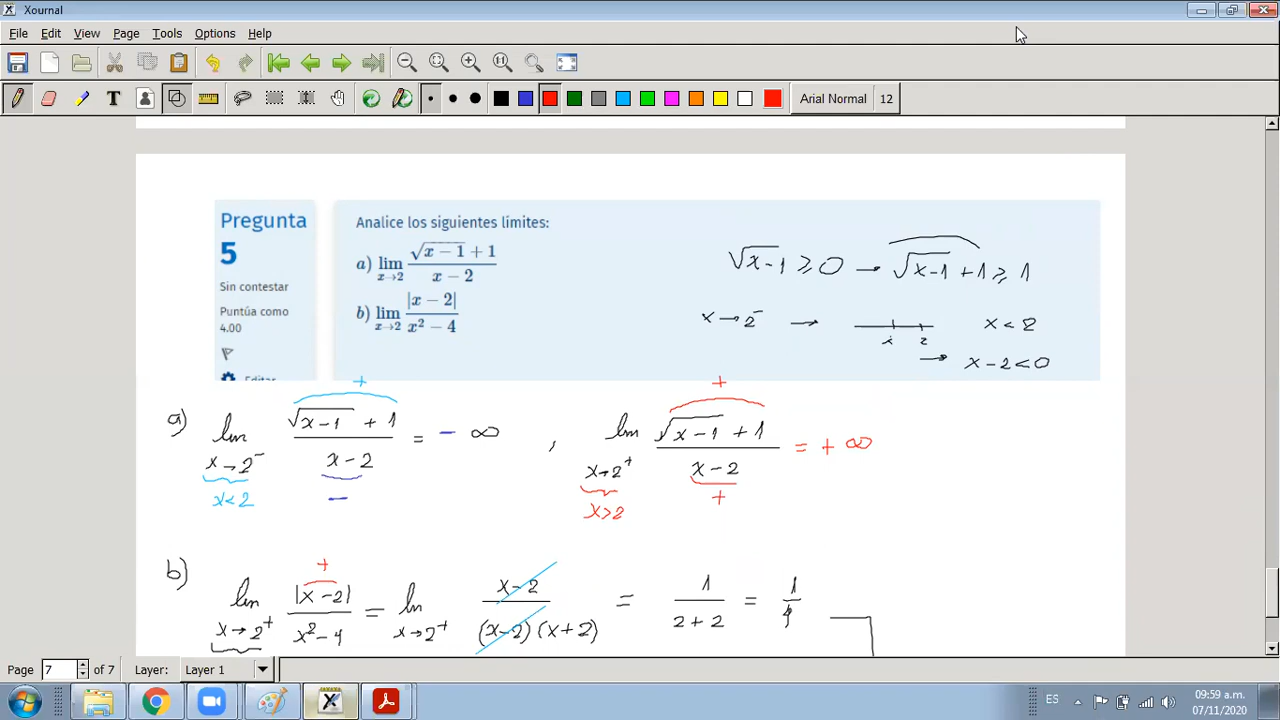 Xournal
File Edit View Page Tools Options Help
Arial Normal 12
Pregunta
5
Sin contestar
Puntúa como
4.00
Analice los siguientes límites:
a) lim x→2 (√(x − 1) + 1)/(x − 2)
b) lim x→2 |x − 2|/(x² − 4)
√x-1 ≥ 0 → √x-1 + 1 ≥ 1
x → 2⁻ → x 2 x < 2
→ x - 2 < 0
a) lim x→2⁻ (√x-1 + 1)/(x-2) = - ∞ , lim x→2⁺ (√x-1 + 1)/(x-2) = + ∞
+ +
x<2 - x>2 +
b) lim x→2⁺ |x-2|/(x²-4) = lim x→2⁺ (x-2)/((x-2)(x+2)) = 1/(2+2) = 1/4
+
Page 7 of 7 Layer: Layer 1
ES 09:59 a.m.
07/11/2020